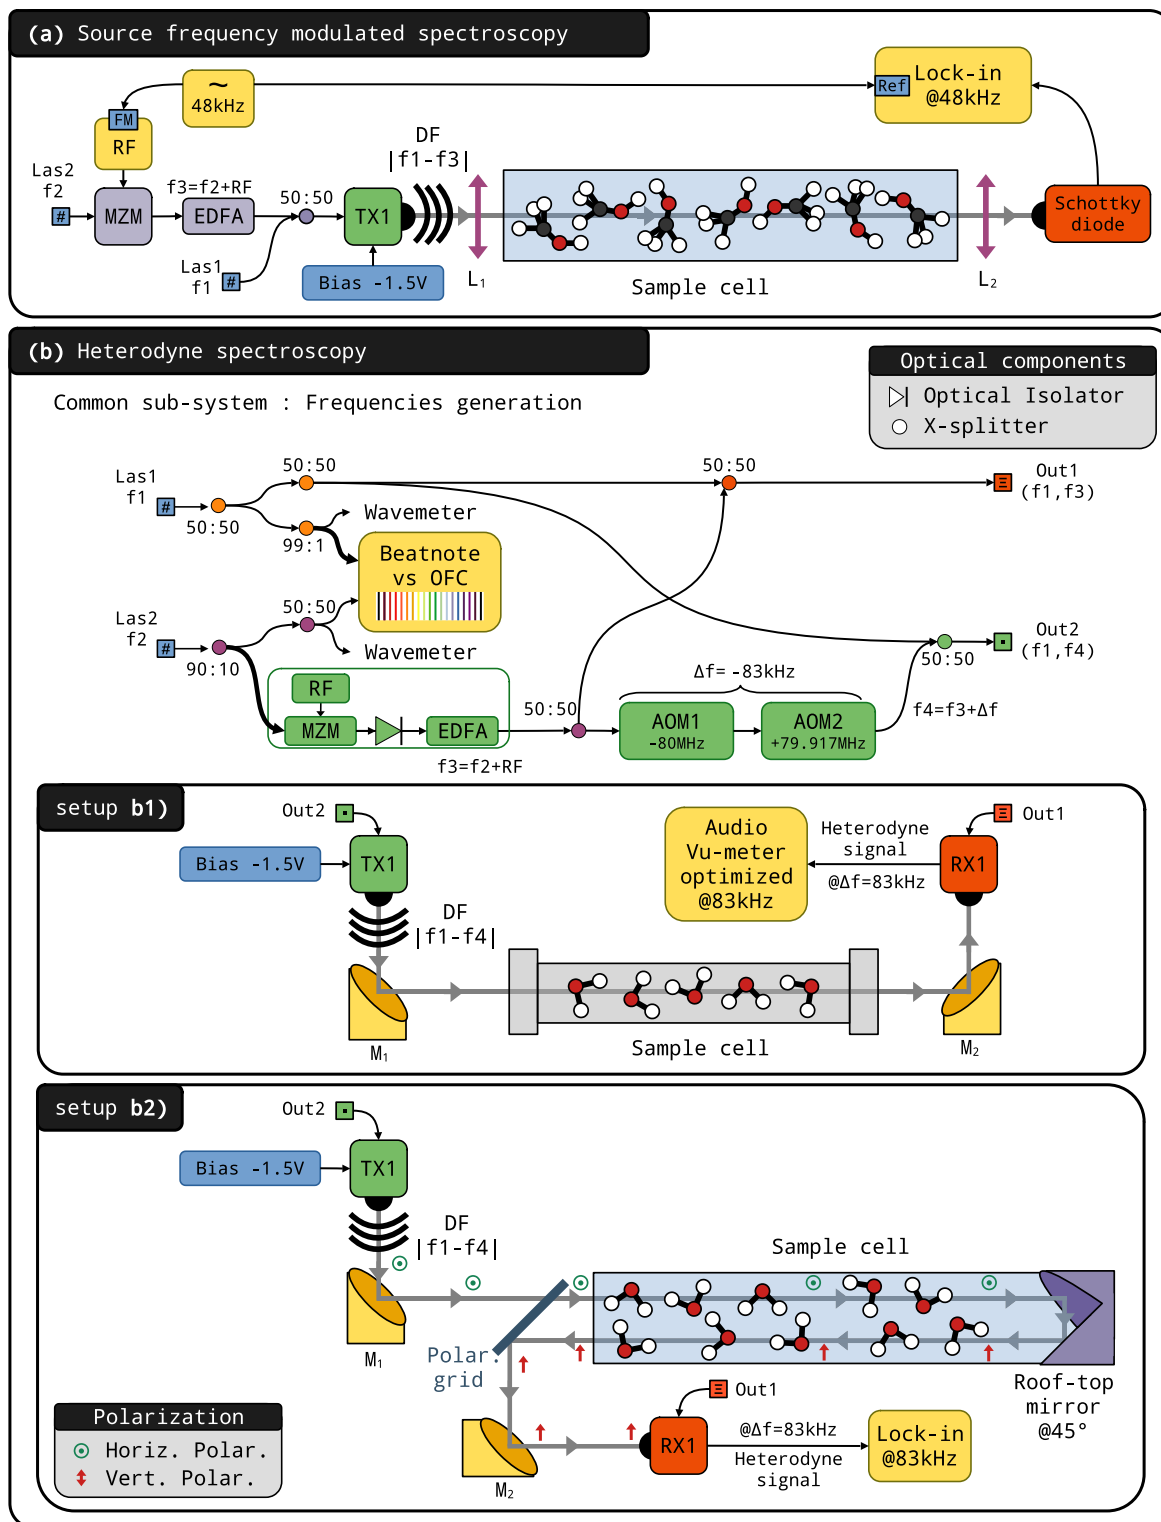 (a) Source frequency modulated spectroscopy
~
48kHz
Ref
Lock-in
@48kHz
FM
RF
DF
|f1-f3|
Las2
f2
#
MZM
f3=f2+RF
EDFA
50:50
TX1
Schottky
diode
Las1
f1
#
Bias -1.5V
L1
Sample cell
L2
(b) Heterodyne spectroscopy
Optical components
Optical Isolator
X-splitter
Common sub-system : Frequencies generation
Las1
f1
#
50:50
50:50
99:1
Wavemeter
50:50
Out1
(f1,f3)
Beatnote
vs OFC
Las2
f2
#
90:10
50:50
Wavemeter
Out2
(f1,f4)
50:50
RF
MZM
EDFA
f3=f2+RF
50:50
Δf= -83kHz
AOM1
-80MHz
AOM2
+79.917MHz
f4=f3+Δf
setup b1)
Out2
Bias -1.5V
TX1
DF
|f1-f4|
Audio
Vu-meter
optimized
@83kHz
Heterodyne
signal
@Δf=83kHz
Out1
RX1
M1
Sample cell
M2
setup b2)
Out2
Bias -1.5V
TX1
DF
|f1-f4|
Sample cell
M1
Polar.
grid
Roof-top
mirror
@45°
Out1
RX1
@Δf=83kHz
Heterodyne
signal
Lock-in
@83kHz
M2
Polarization
Horiz. Polar.
Vert. Polar.